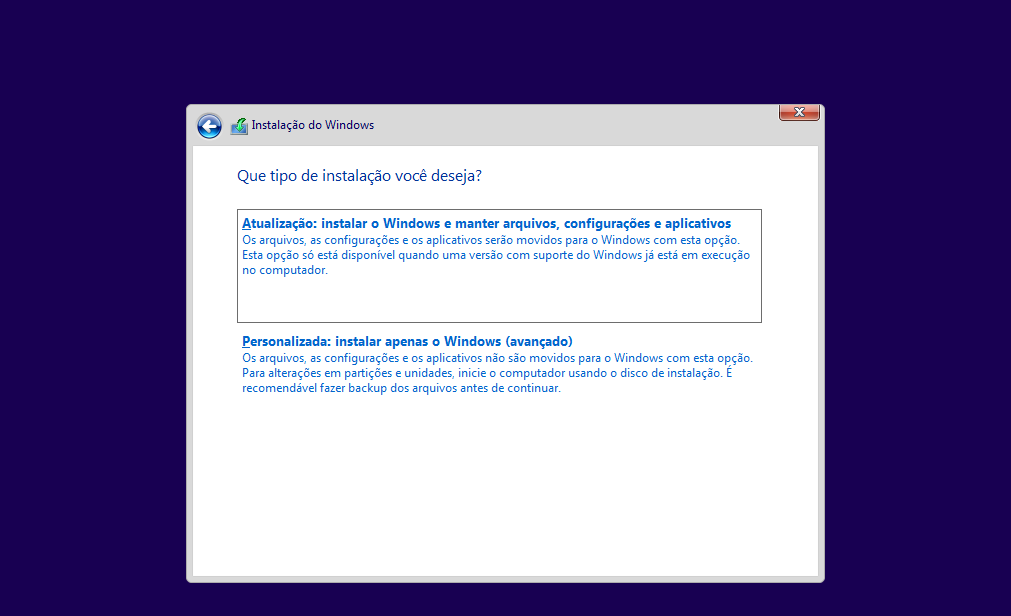 Instalação do Windows
Que tipo de instalação você deseja?
Atualização: instalar o Windows e manter arquivos, configurações e aplicativos
Os arquivos, as configurações e os aplicativos serão movidos para o Windows com esta opção.
Esta opção só está disponível quando uma versão com suporte do Windows já está em execução
no computador.
Personalizada: instalar apenas o Windows (avançado)
Os arquivos, as configurações e os aplicativos não são movidos para o Windows com esta opção.
Para alterações em partições e unidades, inicie o computador usando o disco de instalação. É
recomendável fazer backup dos arquivos antes de continuar.